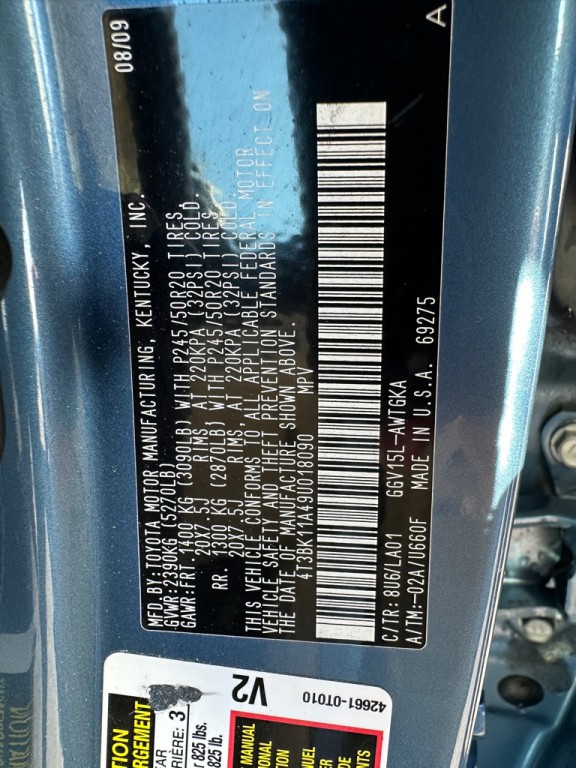 MFD.BY:TOYOTA MOTOR MANUFACTURING, KENTUCKY, INC. 08/09
GVWR:2390KG(5270LB)
GAWR:FRT. 1400 KG (3090LB) WITH P245/50R20 TIRES,
20X7.5J RIMS, AT 220KPA (32PSI) COLD
RR. 1300 KG (2870LB) WITH P245/50R20 TIRES,
20X7.5J RIMS, AT 220KPA (32PSI) COLD,
THIS VEHICLE CONFORMS TO ALL APPLICABLE FEDERAL MOTOR
VEHICLE SAFETY AND THEFT PREVENTION STANDARDS IN EFFECT ON
THE DATE OF MANUFACTURE SHOWN ABOVE.
4T3BK11A49U018090 MPV
C/TR: 8U6/LA01 GGV15L-AWTGKA
A/TM:-02A/U660F MADE IN U.S.A. 69275 A
V2
42661-0T010
3
825 lbs.
MANUAL